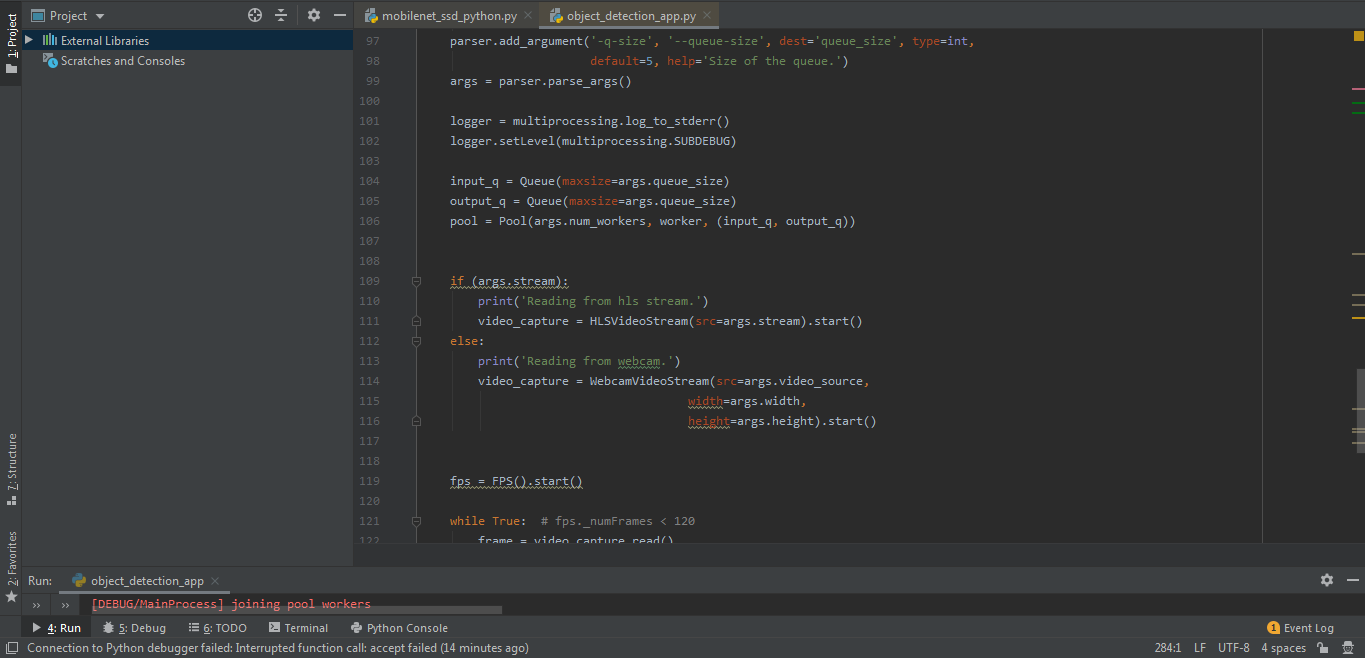 Project
mobilenet_ssd_python.py
object_detection_app.py
1: Project
External Libraries
Scratches and Consoles
97 parser.add_argument('-q-size', '--queue-size', dest='queue_size', type=int,
98 default=5, help='Size of the queue.')
99 args = parser.parse_args()
100
101 logger = multiprocessing.log_to_stderr()
102 logger.setLevel(multiprocessing.SUBDEBUG)
103
104 input_q = Queue(maxsize=args.queue_size)
105 output_q = Queue(maxsize=args.queue_size)
106 pool = Pool(args.num_workers, worker, (input_q, output_q))
107
108
109 if (args.stream):
110 print('Reading from hls stream.')
111 video_capture = HLSVideoStream(src=args.stream).start()
112 else:
113 print('Reading from webcam.')
114 video_capture = WebcamVideoStream(src=args.video_source,
115 width=args.width,
116 height=args.height).start()
117
118
119 fps = FPS().start()
120
121 while True: # fps._numFrames < 120
122 frame = video_capture.read()
7: Structure
2: Favorites
Run: object_detection_app
[DEBUG/MainProcess] joining pool workers
4: Run 5: Debug 6: TODO Terminal Python Console 1 Event Log
Connection to Python debugger failed: Interrupted function call: accept failed (14 minutes ago) 284:1 LF UTF-8 4 spaces